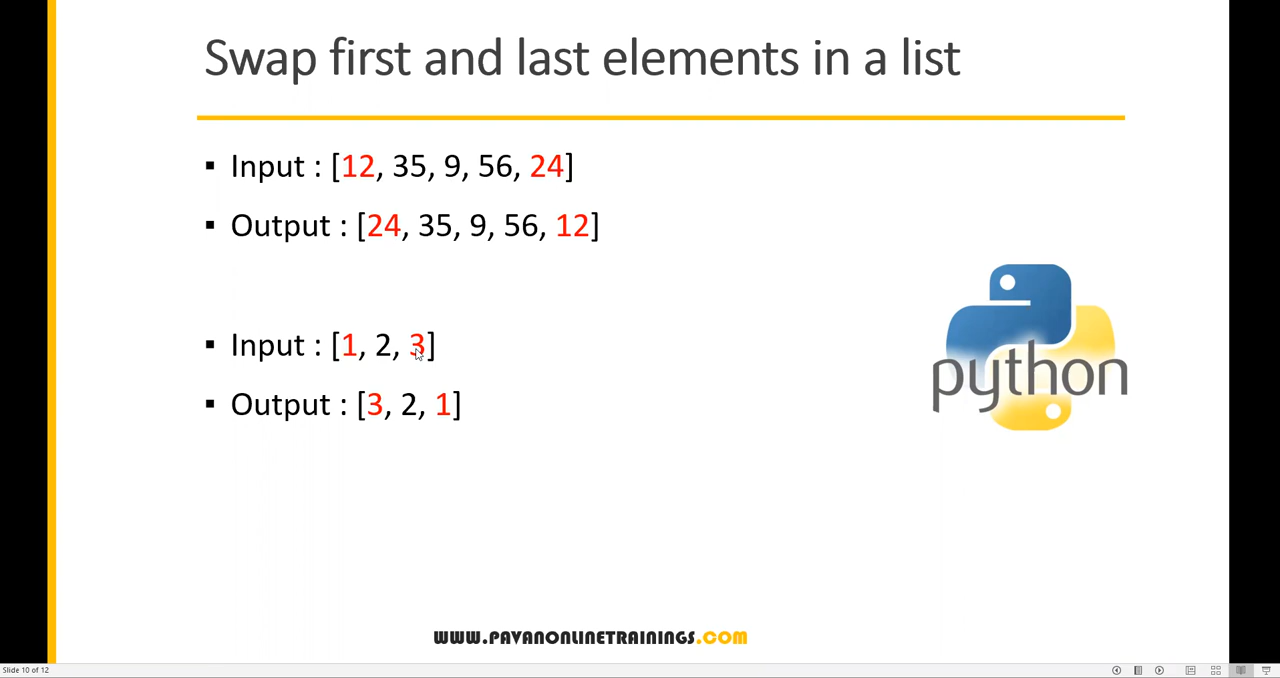 Swap first and last elements in a list
▪ Input : [12, 35, 9, 56, 24]
▪ Output : [24, 35, 9, 56, 12]
▪ Input : [1, 2, 3]
▪ Output : [3, 2, 1]
python
WWW.PAVANONLINETRAININGS.COM
Slide 10 of 12